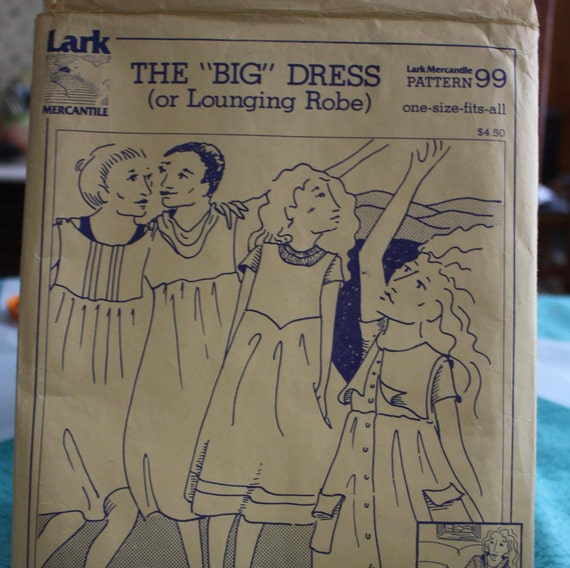 Lark
MERCANTILE
THE "BIG" DRESS
(or Lounging Robe)
Lark Mercantile
PATTERN 99
one-size-fits-all
$4.50